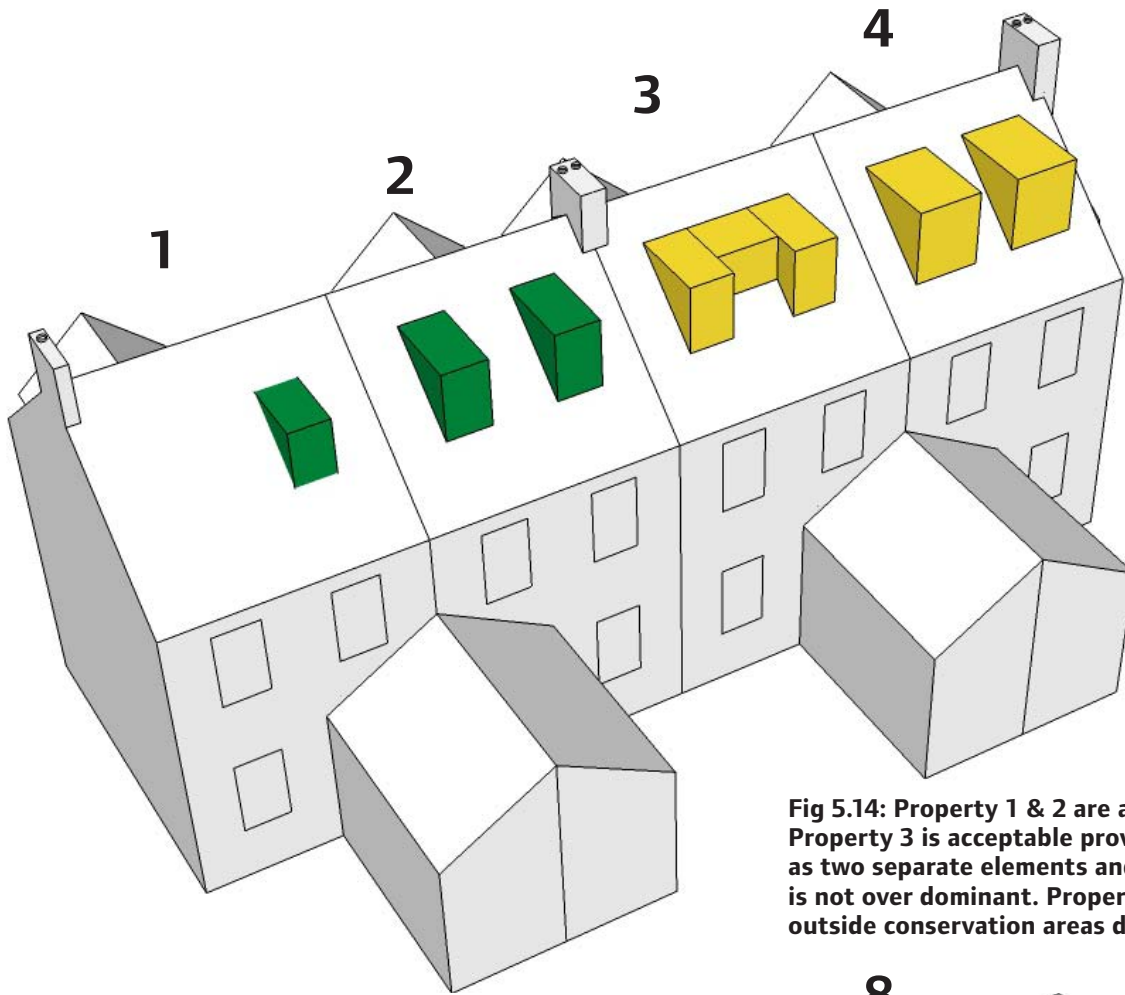 4
3
2
1
Fig 5.14: Property 1 & 2 are
Property 3 is acceptable
as two separate elements
is not over dominant.
outside conservation areas
8